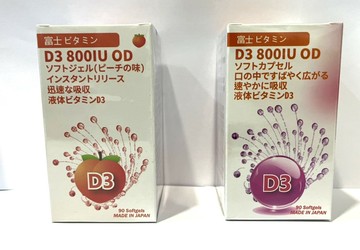 富士ビタミン
D3 800IU OD
ソフトジェル(ピーチの味)
インスタントリリース
迅速な吸収
液体ビタミンD3
D3
90 Softgels
MADE IN JAPAN
富士ビタミン
D3 800IU OD
ソフトカプセル
口の中ですばやく広がる
速やかに吸収
液体ビタミンD3
D3
90 Softgels
MADE IN JAPAN